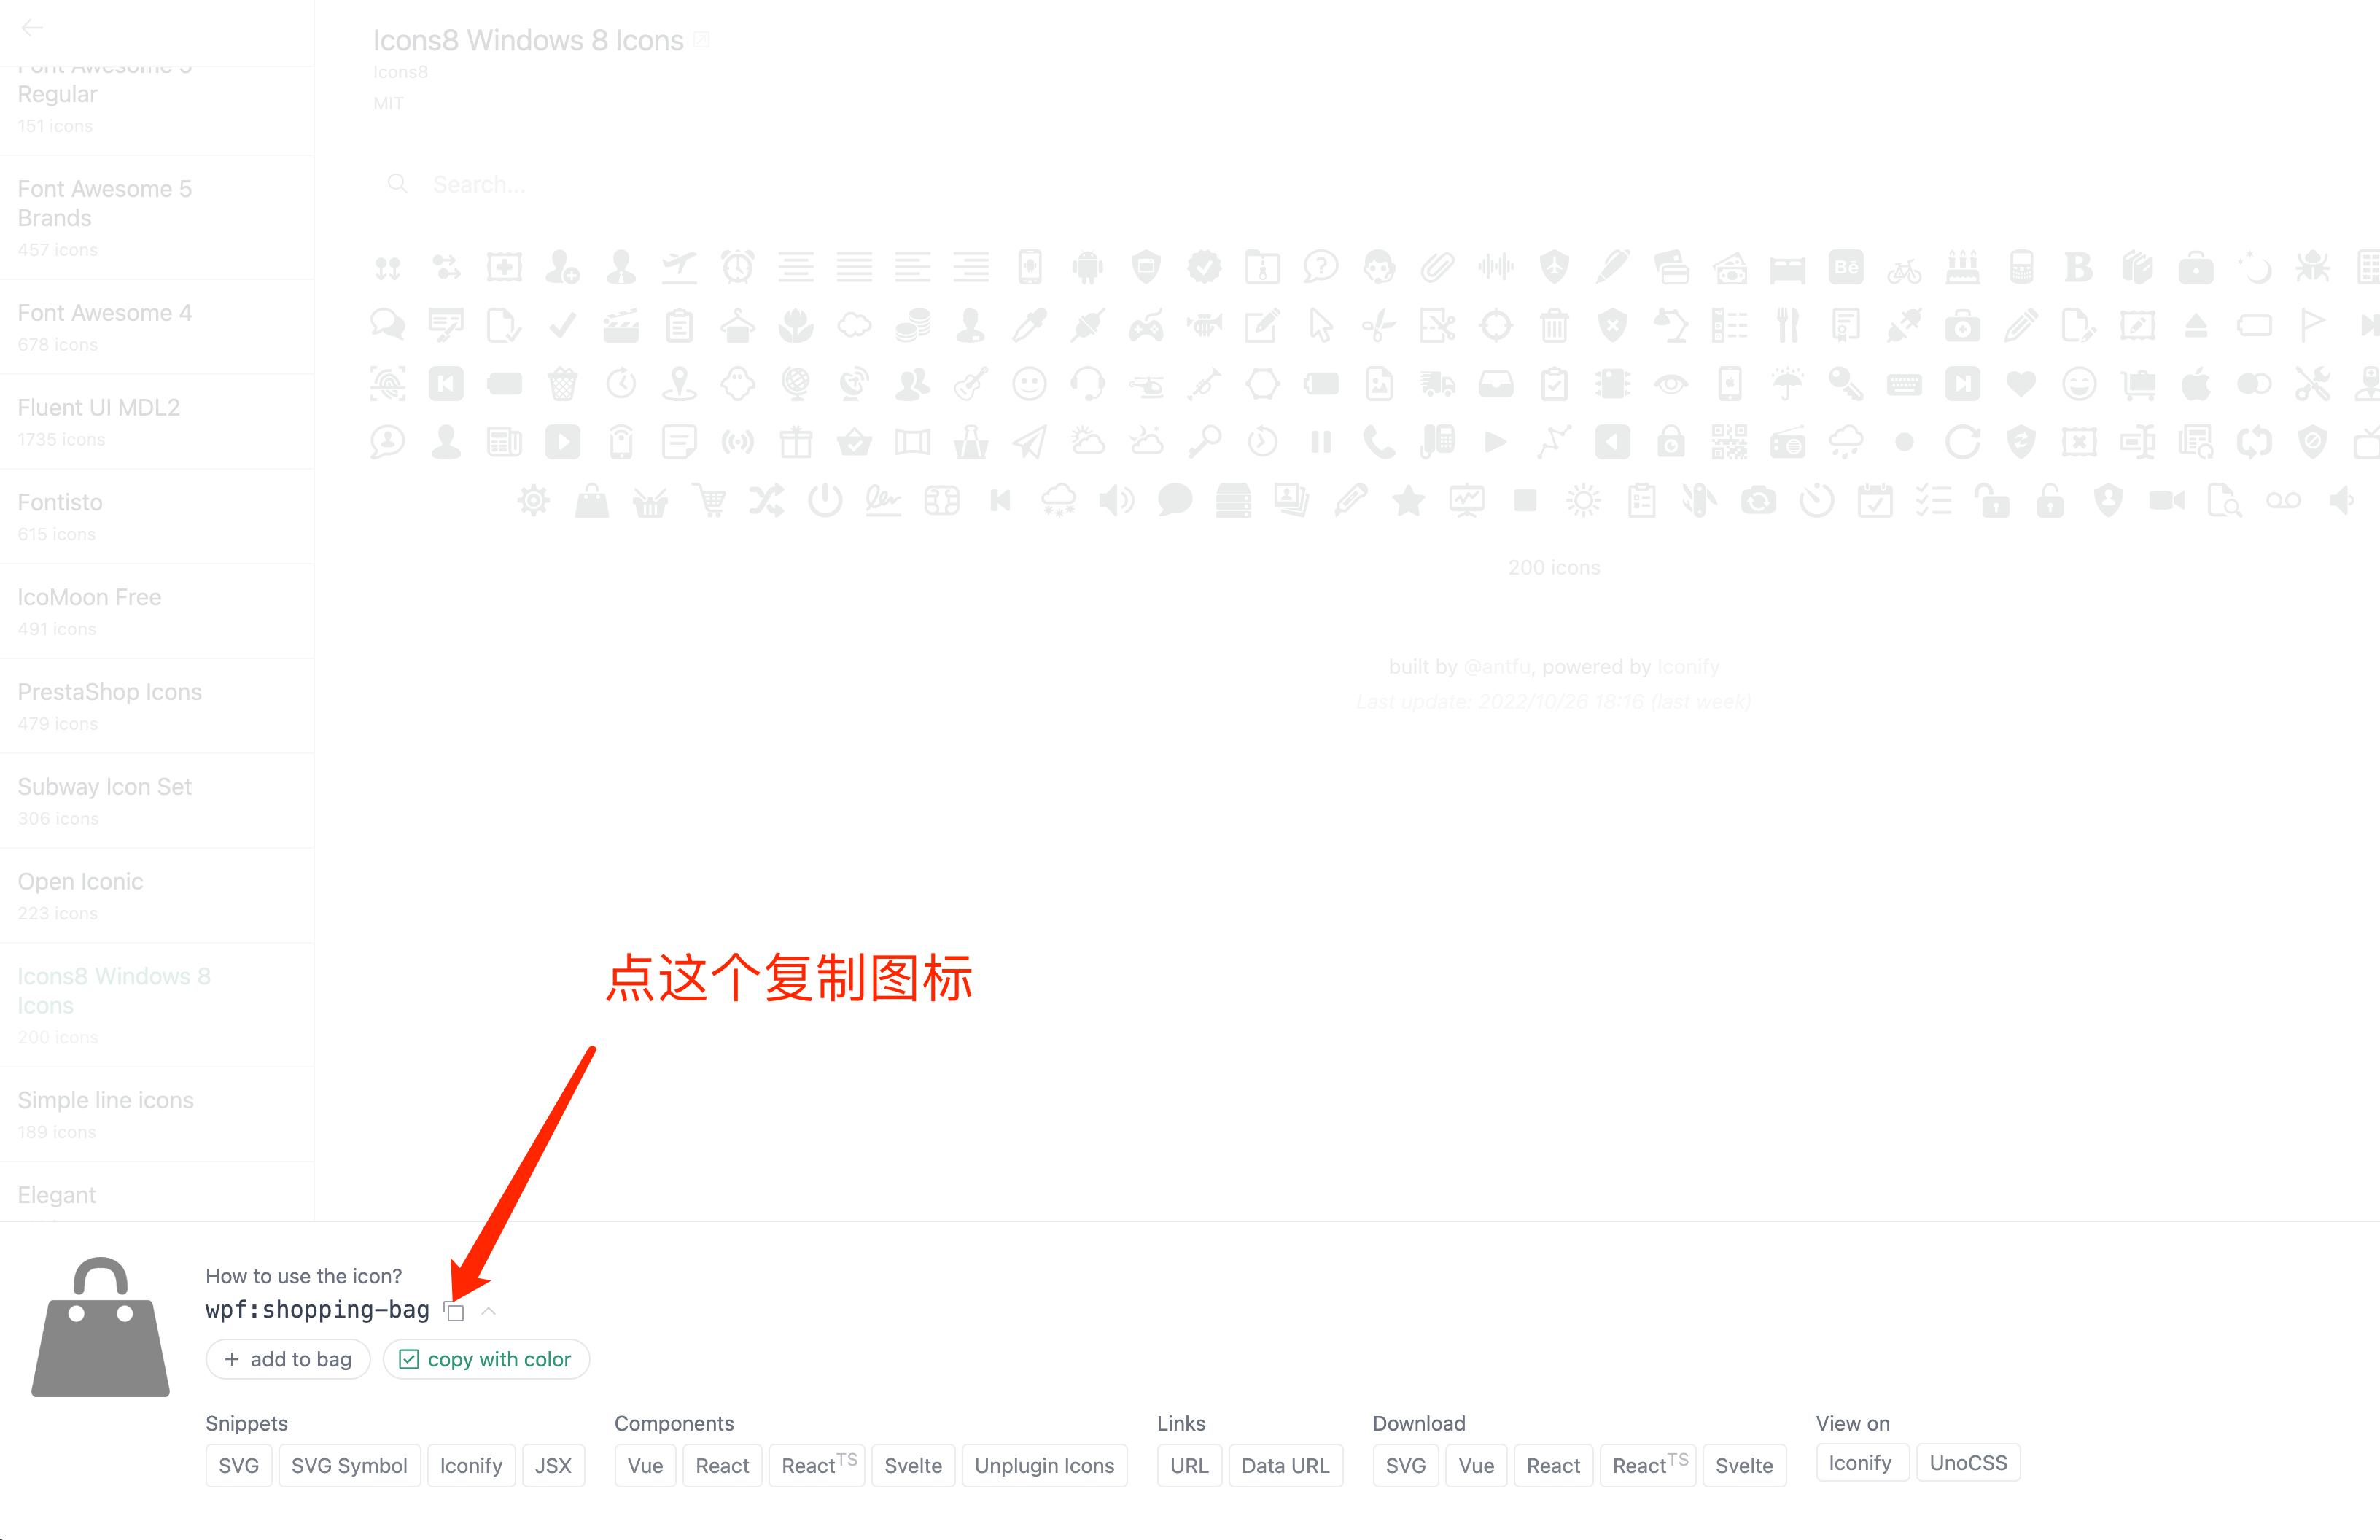 Font Awesome 5
Regular
151 icons
Font Awesome 5
Brands
457 icons
Font Awesome 4
678 icons
Fluent UI MDL2
1735 icons
Fontisto
615 icons
IcoMoon Free
491 icons
PrestaShop Icons
479 icons
Subway Icon Set
306 icons
Open Iconic
223 icons
Icons8 Windows 8
Icons
200 icons
Simple line icons
189 icons
Elegant
Icons8 Windows 8 Icons
Icons8
MIT
Search...
200 icons
built by @antfu, powered by Iconify
Last update: 2022/10/26 18:16 (last week)
点这个复制图标
How to use the icon?
wpf:shopping-bag
+ add to bag
copy with color
Snippets
SVG SVG Symbol Iconify JSX
Components
Vue React ReactTS Svelte Unplugin Icons
Links
URL Data URL
Download
SVG Vue React ReactTS Svelte
View on
Iconify UnoCSS